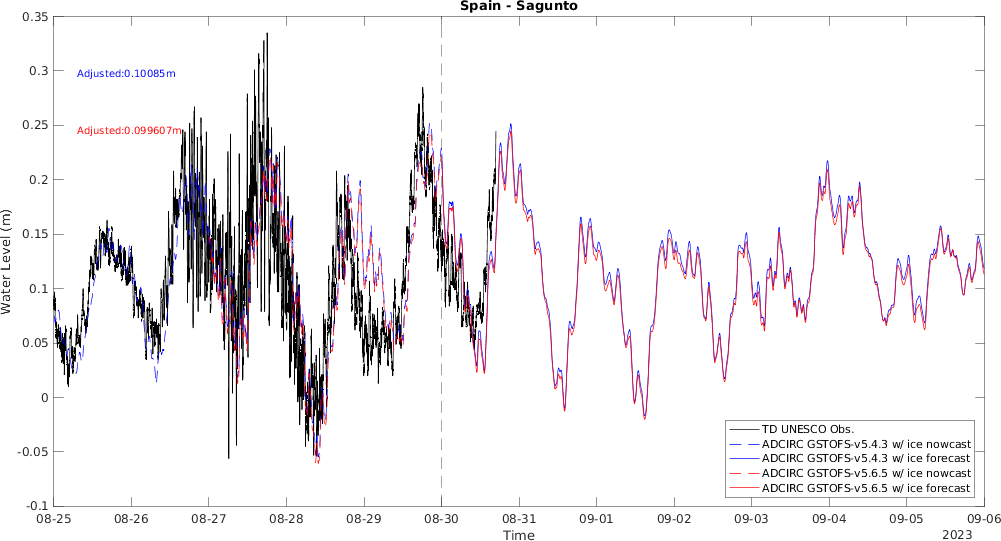 Spain - Sagunto
0.35
0.3
0.25
0.2
0.15
0.1
0.05
0
-0.05
-0.1
Water Level (m)
Adjusted:0.10085m
Adjusted:0.099607m
TD UNESCO Obs.
ADCIRC GSTOFS-v5.4.3 w/ ice nowcast
ADCIRC GSTOFS-v5.4.3 w/ ice forecast
ADCIRC GSTOFS-v5.6.5 w/ ice nowcast
ADCIRC GSTOFS-v5.6.5 w/ ice forecast
08-25 08-26 08-27 08-28 08-29 08-30 08-31 09-01 09-02 09-03 09-04 09-05 09-06
Time
2023